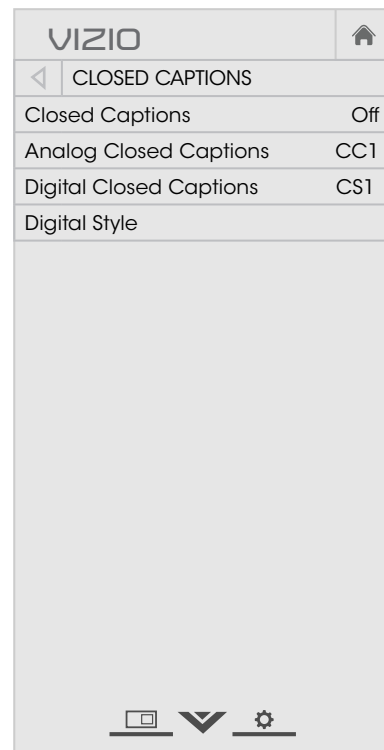 VIZIO
CLOSED CAPTIONS
Closed Captions Off
Analog Closed Captions CC1
Digital Closed Captions CS1
Digital Style